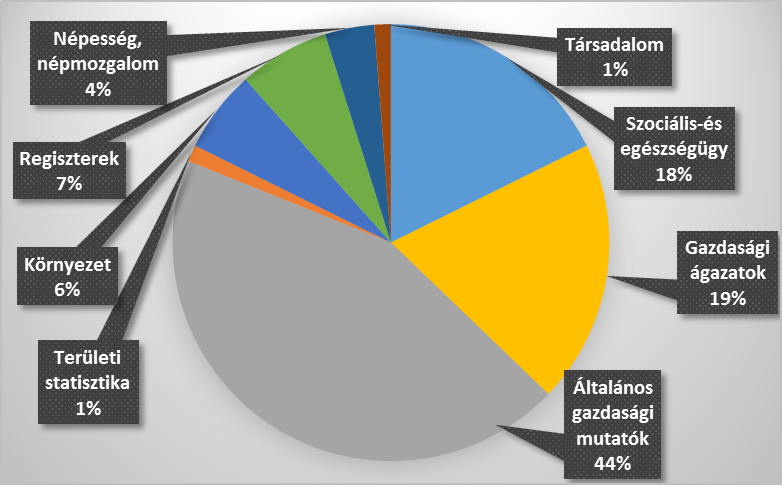 Népesség,
népmozgalom
4%
Társadalom
1%
Szociális-és
egészségügy
18%
Regiszterek
7%
Gazdasági
ágazatok
19%
Környezet
6%
Területi
statisztika
1%
Általános
gazdasági
mutatók
44%